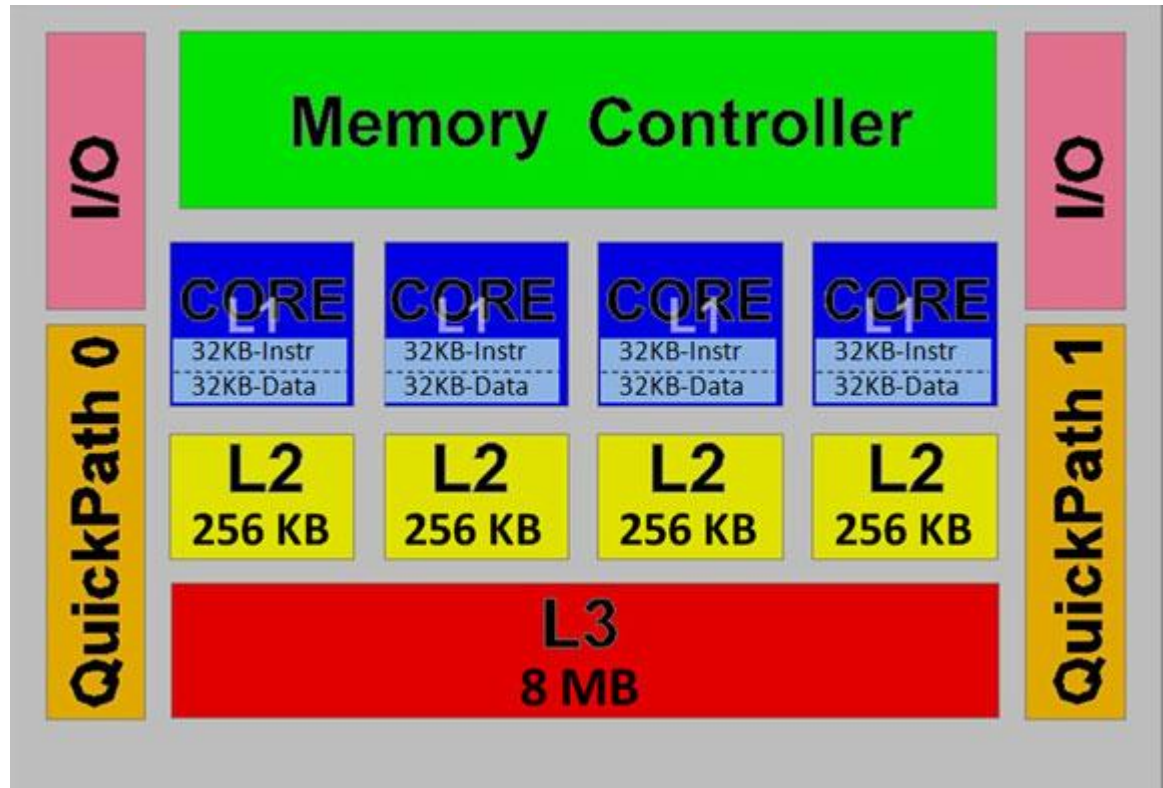 I/O
Memory Controller
I/O
CORE CORE CORE CORE
L1 L1 L1 L1
32KB-Instr 32KB-Instr 32KB-Instr 32KB-Instr
32KB-Data 32KB-Data 32KB-Data 32KB-Data
QuickPath 0
L2 L2 L2 L2
256 KB 256 KB 256 KB 256 KB
QuickPath 1
L3
8 MB